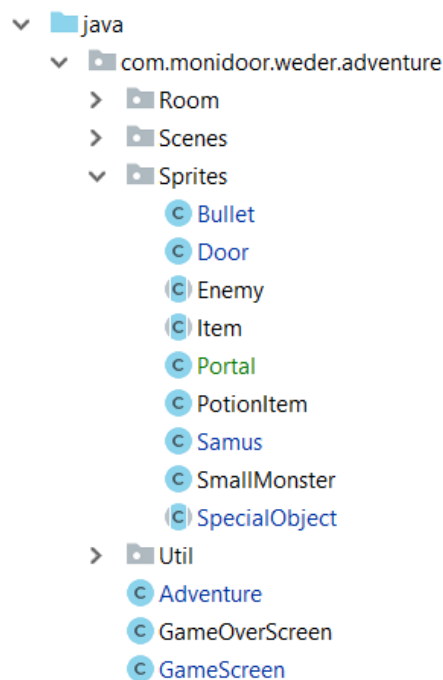 java
com.monidoor.weder.adventure
Room
Scenes
Sprites
C Bullet
C Door
C Enemy
C Item
C Portal
C PotionItem
C Samus
C SmallMonster
C SpecialObject
Util
C Adventure
C GameOverScreen
C GameScreen